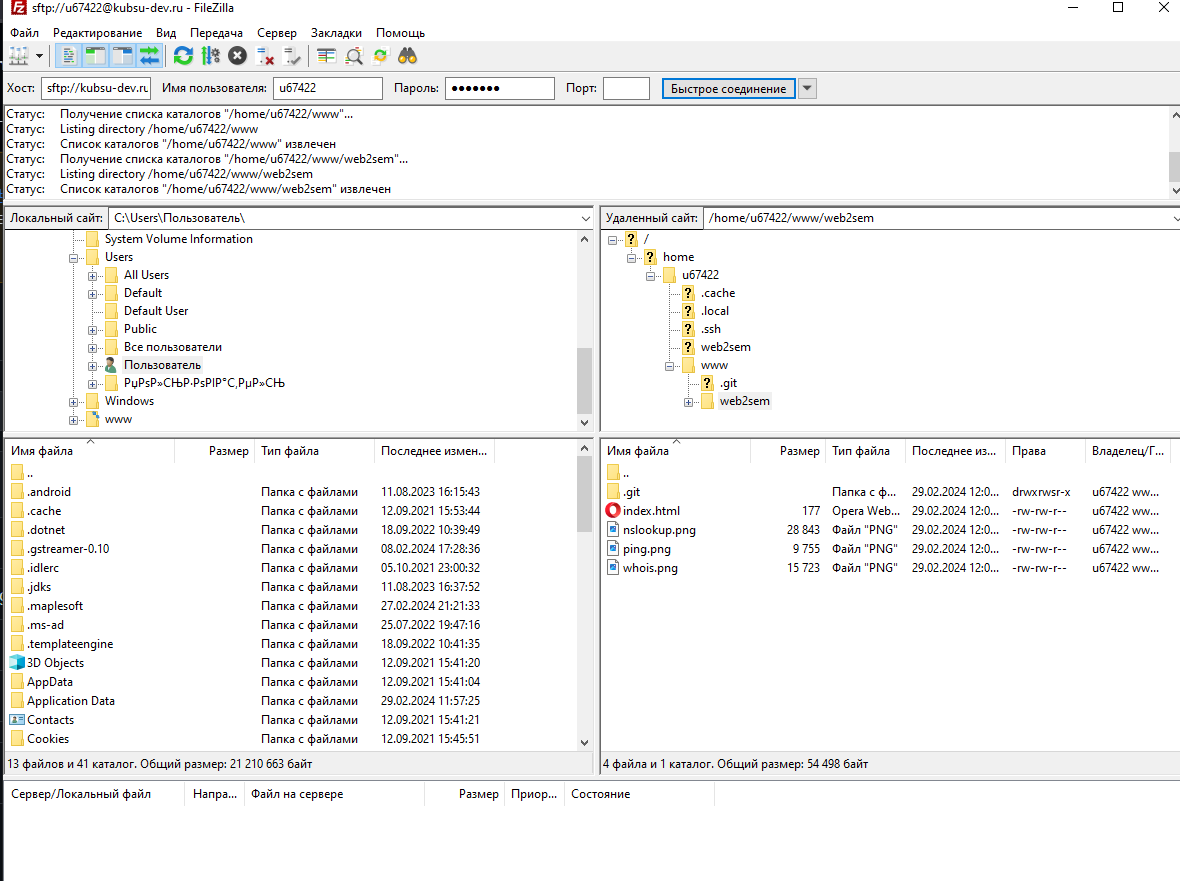 sftp://u67422@kubsu-dev.ru - FileZilla
Файл Редактирование Вид Передача Сервер Закладки Помощь
Хост: sftp://kubsu-dev.ru Имя пользователя: u67422 Пароль: ●●●●●●● Порт: Быстрое соединение
Статус: Получение списка каталогов "/home/u67422/www"...
Статус: Listing directory /home/u67422/www
Статус: Список каталогов "/home/u67422/www" извлечен
Статус: Получение списка каталогов "/home/u67422/www/web2sem"...
Статус: Listing directory /home/u67422/www/web2sem
Статус: Список каталогов "/home/u67422/www/web2sem" извлечен
Локальный сайт: C:\Users\Пользователь\
System Volume Information
Users
All Users
Default
Default User
Public
Все пользователи
Пользователь
РџРѕР»СЊР·РѕРІР°С‚РµР»СЊ
Windows
www
Удаленный сайт: /home/u67422/www/web2sem
/
home
u67422
.cache
.local
.ssh
web2sem
www
.git
web2sem
Имя файла Размер Тип файла Последнее измен...
..
.android Папка с файлами 11.08.2023 16:15:43
.cache Папка с файлами 12.09.2021 15:53:44
.dotnet Папка с файлами 18.09.2022 10:39:49
.gstreamer-0.10 Папка с файлами 08.02.2024 17:28:36
.idlerc Папка с файлами 05.10.2021 23:00:32
.jdks Папка с файлами 11.08.2023 16:37:52
.maplesoft Папка с файлами 27.02.2024 21:21:33
.ms-ad Папка с файлами 25.07.2022 19:47:16
.templateengine Папка с файлами 18.09.2022 10:41:35
3D Objects Папка с файлами 12.09.2021 15:41:20
AppData Папка с файлами 12.09.2021 15:41:04
Application Data Папка с файлами 29.02.2024 11:57:25
Contacts Папка с файлами 12.09.2021 15:41:21
Cookies Папка с файлами 12.09.2021 15:45:51
13 файлов и 41 каталог. Общий размер: 21 210 663 байт
Имя файла Размер Тип файла Последнее из... Права Владелец/Г...
..
.git Папка с ф... 29.02.2024 12:0... drwxrwsr-x u67422 ww...
index.html 177 Opera Web... 29.02.2024 12:0... -rw-rw-r-- u67422 ww...
nslookup.png 28 843 Файл "PNG" 29.02.2024 12:0... -rw-rw-r-- u67422 ww...
ping.png 9 755 Файл "PNG" 29.02.2024 12:0... -rw-rw-r-- u67422 ww...
whois.png 15 723 Файл "PNG" 29.02.2024 12:0... -rw-rw-r-- u67422 ww...
4 файла и 1 каталог. Общий размер: 54 498 байт
Сервер/Локальный файл Напра... Файл на сервере Размер Приор... Состояние